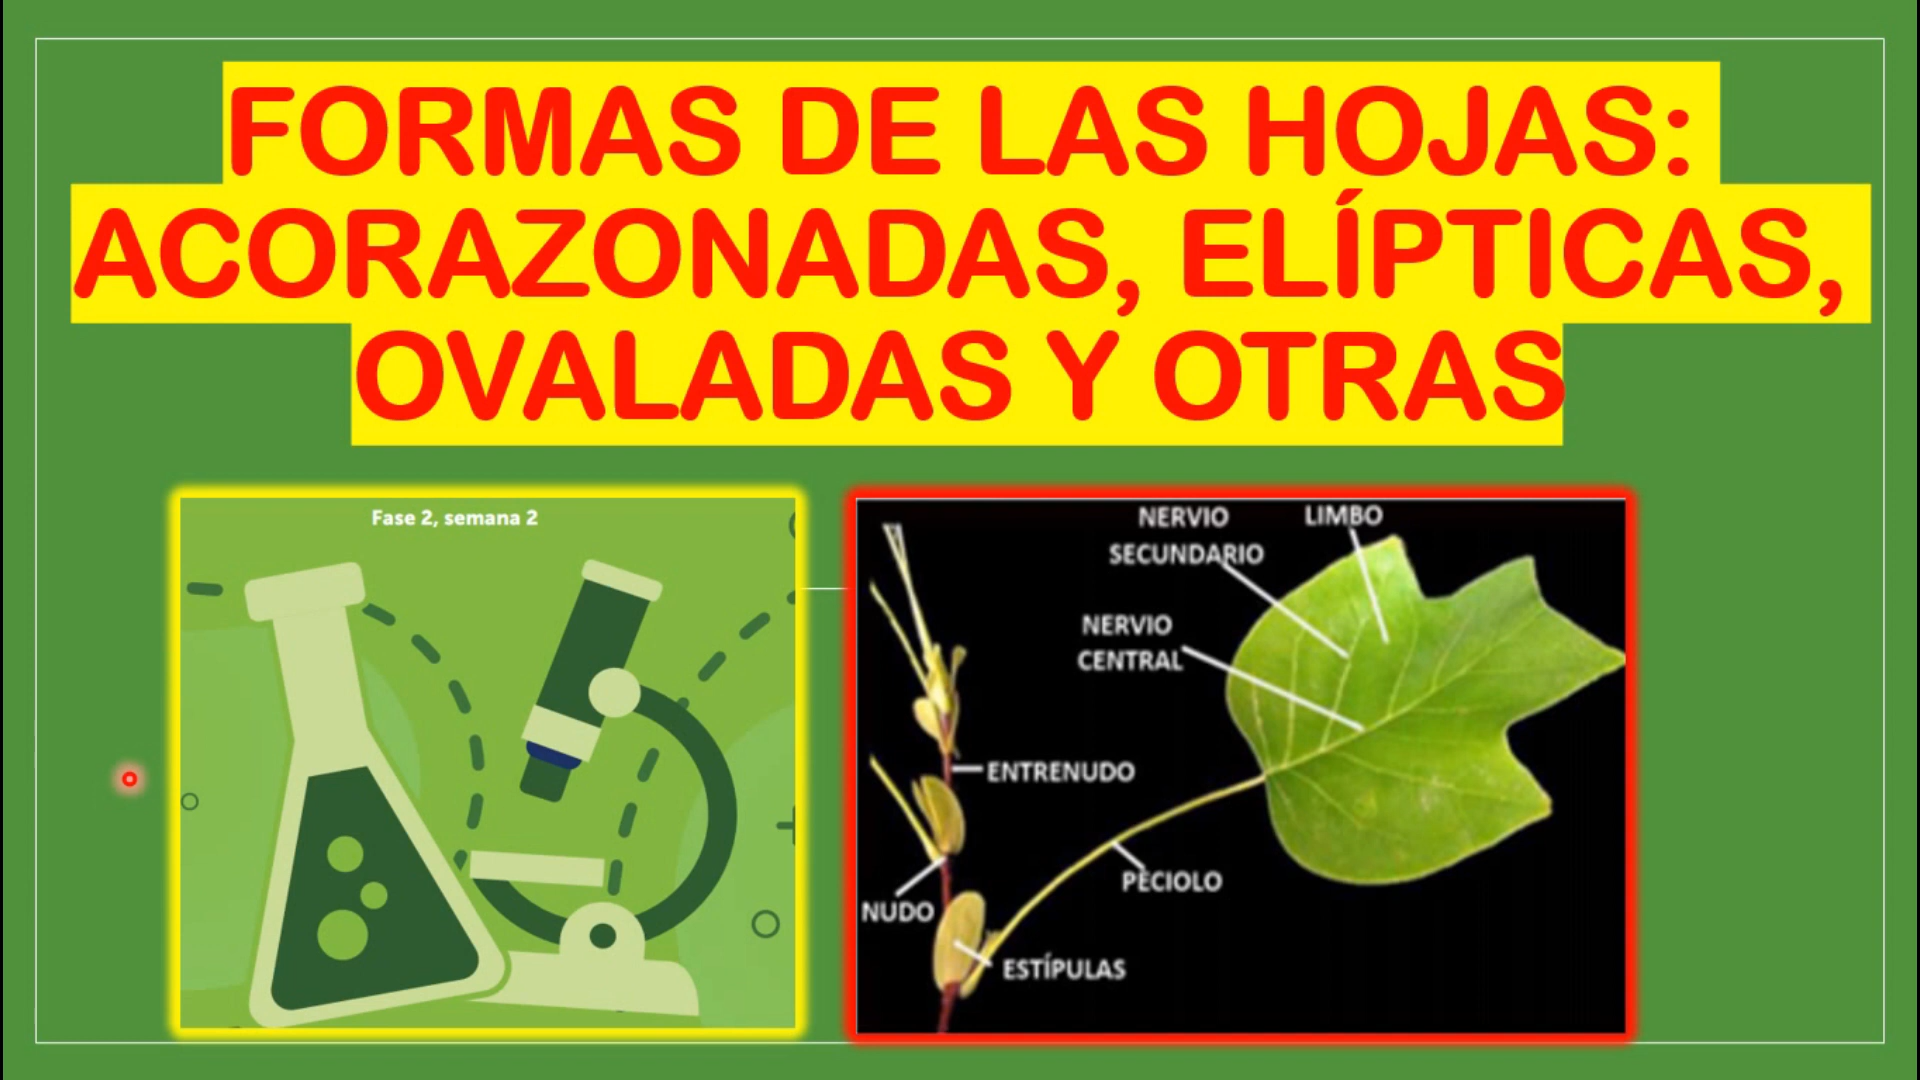 FORMAS DE LAS HOJAS:
ACORAZONADAS, ELÍPTICAS,
OVALADAS Y OTRAS
Fase 2, semana 2
NERVIO
SECUNDARIO
LIMBO
NERVIO
CENTRAL
ENTRENUDO
PECIOLO
NUDO
ESTÍPULAS